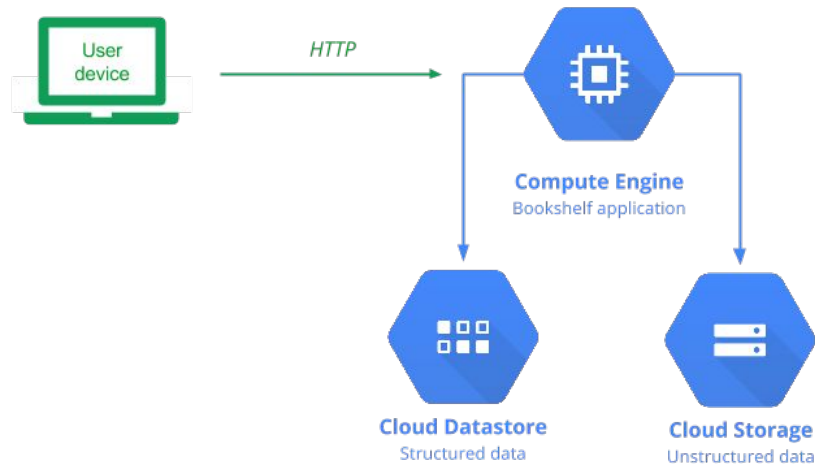 User
device
HTTP
Compute Engine
Bookshelf application
Cloud Datastore
Structured data
Cloud Storage
Unstructured data